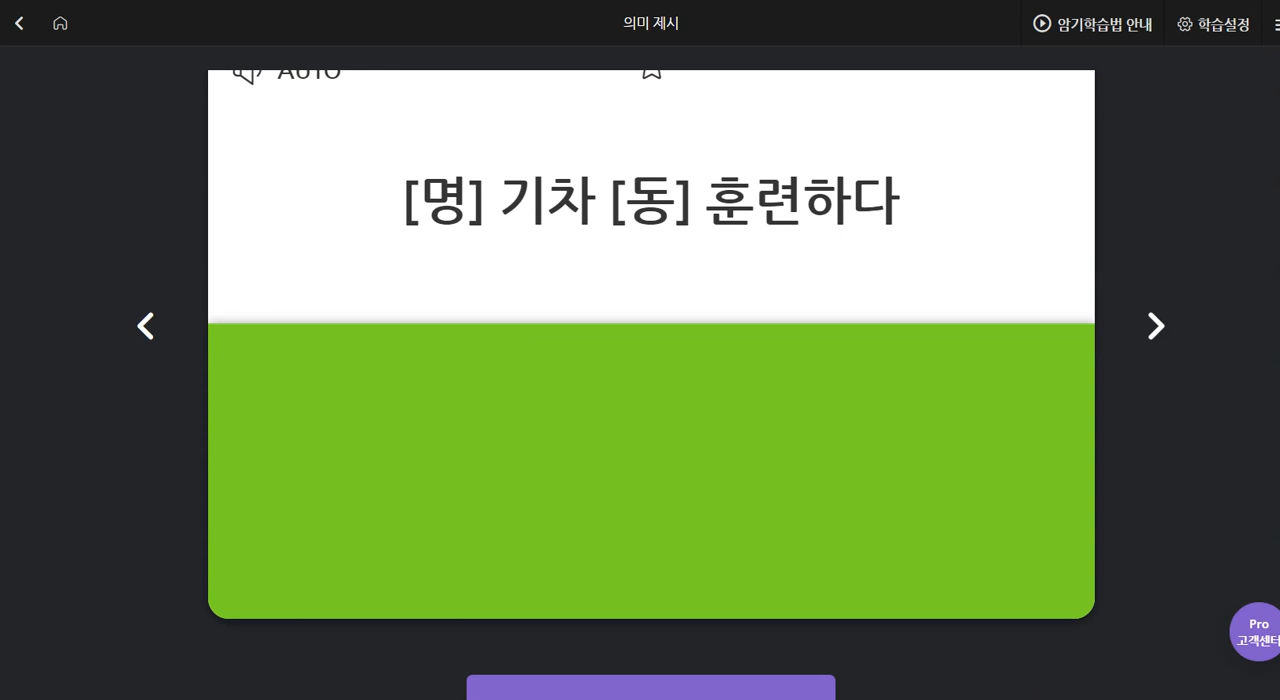 의미 제시
암기학습법 안내
학습설정
AUTO
[명] 기차 [동] 훈련하다
Pro
고객센터